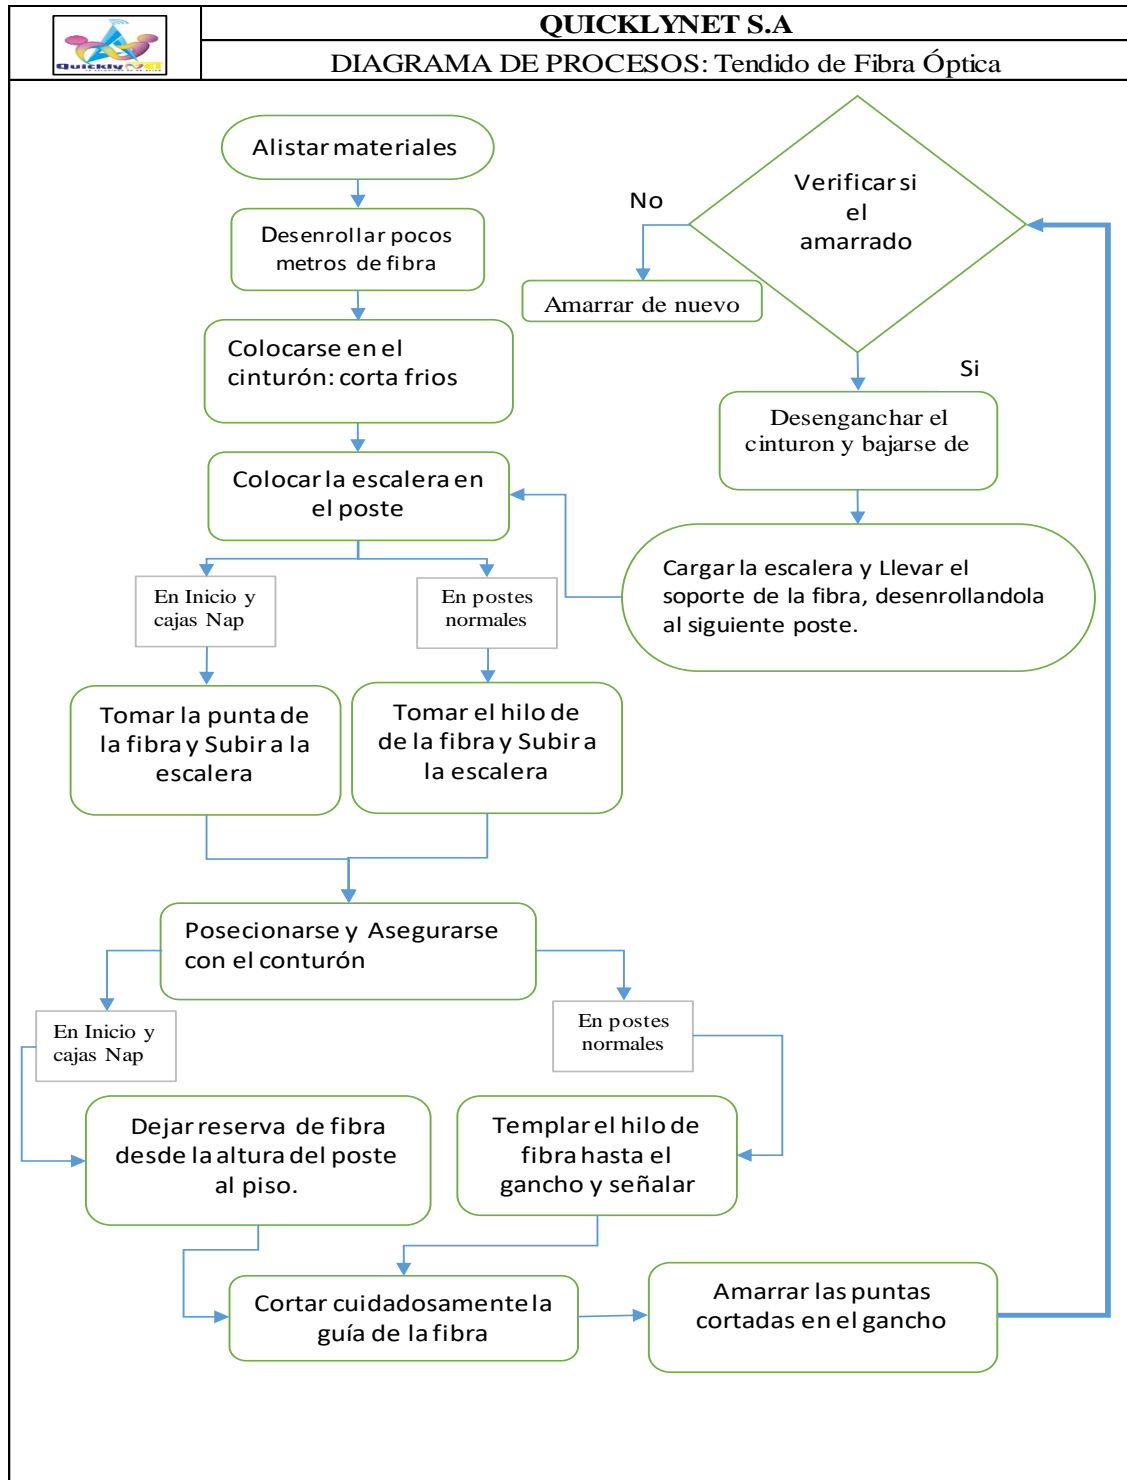 QUICKLYNET S.A
DIAGRAMA DE PROCESOS: Tendido de Fibra Óptica
QuicklyNET
Alistar materiales
Desenrollar pocos
metros de fibra
Colocarse en el
cinturón: corta frios
Colocar la escalera en
el poste
En Inicio y
cajas Nap
En postes
normales
Tomar la punta de
la fibra y Subir a la
escalera
Tomar el hilo de
de la fibra y Subir a
la escalera
Posecionarse y Asegurarse
con el conturón
En Inicio y
cajas Nap
En postes
normales
Dejar reserva de fibra
desde la altura del poste
al piso.
Templar el hilo de
fibra hasta el
gancho y señalar
Cortar cuidadosamente la
guía de la fibra
Amarrar las puntas
cortadas en el gancho
Verificar si
el
amarrado
No
Amarrar de nuevo
Si
Desenganchar el
cinturon y bajarse de
Cargar la escalera y Llevar el
soporte de la fibra, desenrollandola
al siguiente poste.